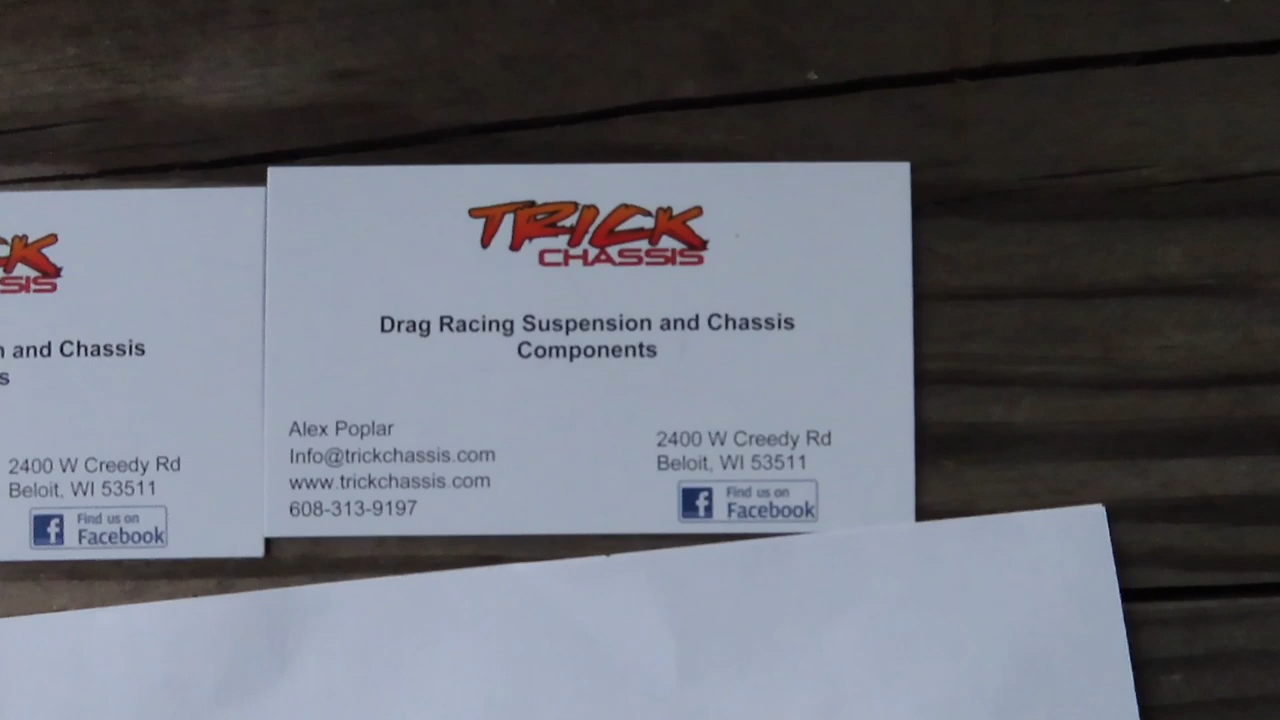 CK
SIS
and Chassis
s
2400 W Creedy Rd
Beloit, WI 53511
f Find us on
Facebook
TRICK
CHASSIS
Drag Racing Suspension and Chassis
Components
Alex Poplar
Info@trickchassis.com
www.trickchassis.com
608-313-9197
2400 W Creedy Rd
Beloit, WI 53511
f Find us on
Facebook